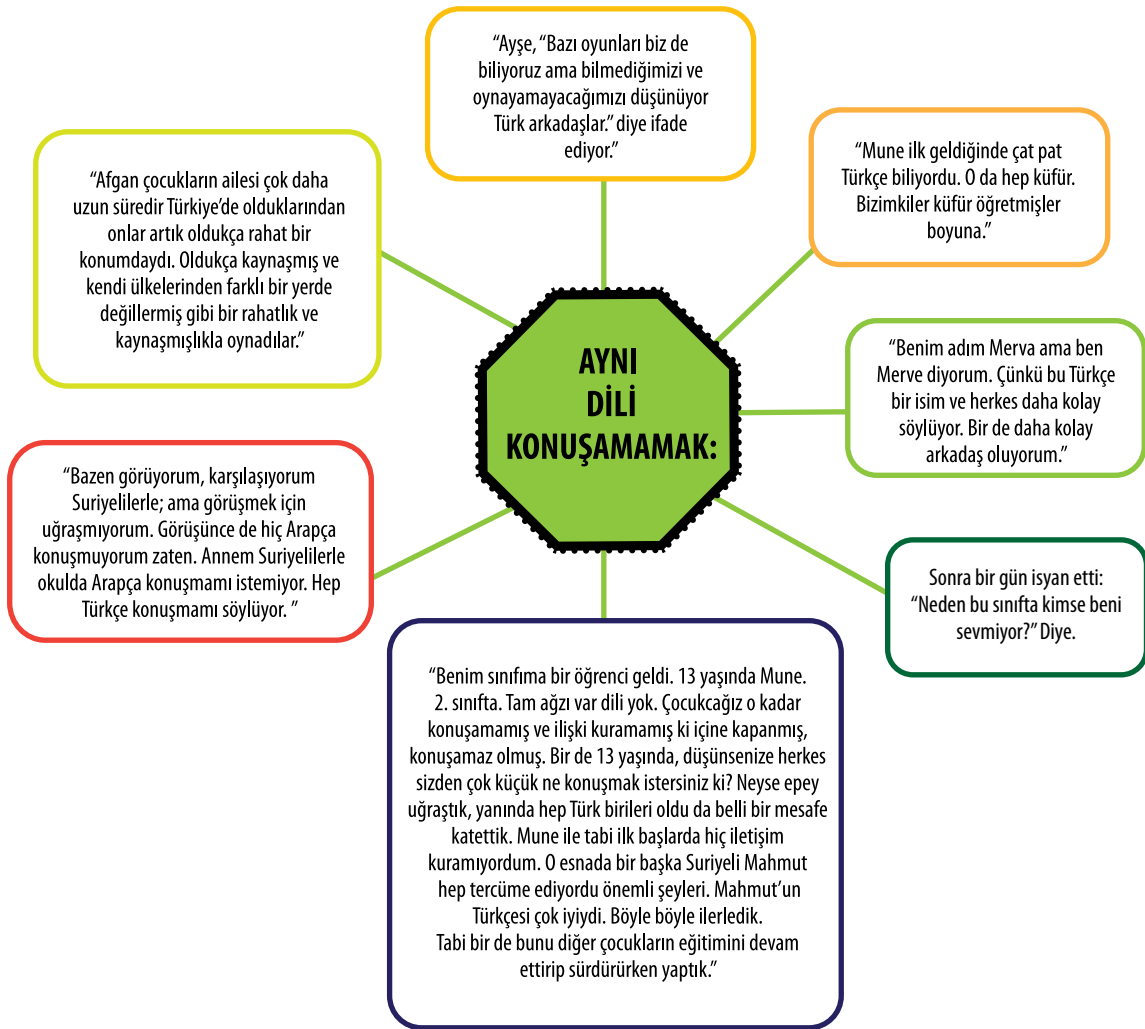 “Ayşe, “Bazı oyunları biz de
biliyoruz ama bilmediğimizi ve
oynayamayacağımızı düşünüyor
Türk arkadaşlar.” diye ifade
ediyor.”
“Mune ilk geldiğinde çat pat
Türkçe biliyordu. O da hep küfür.
Bizimkiler küfür öğretmişler
boyuna.”
“Afgan çocukların ailesi çok daha
uzun süredir Türkiye’de olduklarından
onlar artık oldukça rahat bir
konumdaydı. Oldukça kaynaşmış ve
kendi ülkelerinden farklı bir yerde
değillermiş gibi bir rahatlık ve
kaynaşmışlıkla oynadılar.”
AYNI
DİLİ
KONUŞAMAMAK:
“Benim adım Merva ama ben
Merve diyorum. Çünkü bu Türkçe
bir isim ve herkes daha kolay
söylüyor. Bir de daha kolay
arkadaş oluyorum.”
“Bazen görüyorum, karşılaşıyorum
Suriyelilerle; ama görüşmek için
uğraşmıyorum. Görüşünce de hiç Arapça
konuşmuyorum zaten. Annem Suriyelilerle
okulda Arapça konuşmamı istemiyor. Hep
Türkçe konuşmamı söylüyor. ”
Sonra bir gün isyan etti:
“Neden bu sınıfta kimse beni
sevmiyor?” Diye.
“Benim sınıfıma bir öğrenci geldi. 13 yaşında Mune.
2. sınıfta. Tam ağzı var dili yok. Çocukcağız o kadar
konuşamamış ve ilişki kuramamış ki içine kapanmış,
konuşamaz olmuş. Bir de 13 yaşında, düşünsenize herkes
sizden çok küçük ne konuşmak istersiniz ki? Neyse epey
uğraştık, yanında hep Türk birileri oldu da belli bir mesafe
katettik. Mune ile tabi ilk başlarda hiç iletişim
kuramıyordum. O esnada bir başka Suriyeli Mahmut
hep tercüme ediyordu önemli şeyleri. Mahmut’un
Türkçesi çok iyiydi. Böyle böyle ilerledik.
Tabi bir de bunu diğer çocukların eğitimini devam
ettirip sürdürürken yaptık.”